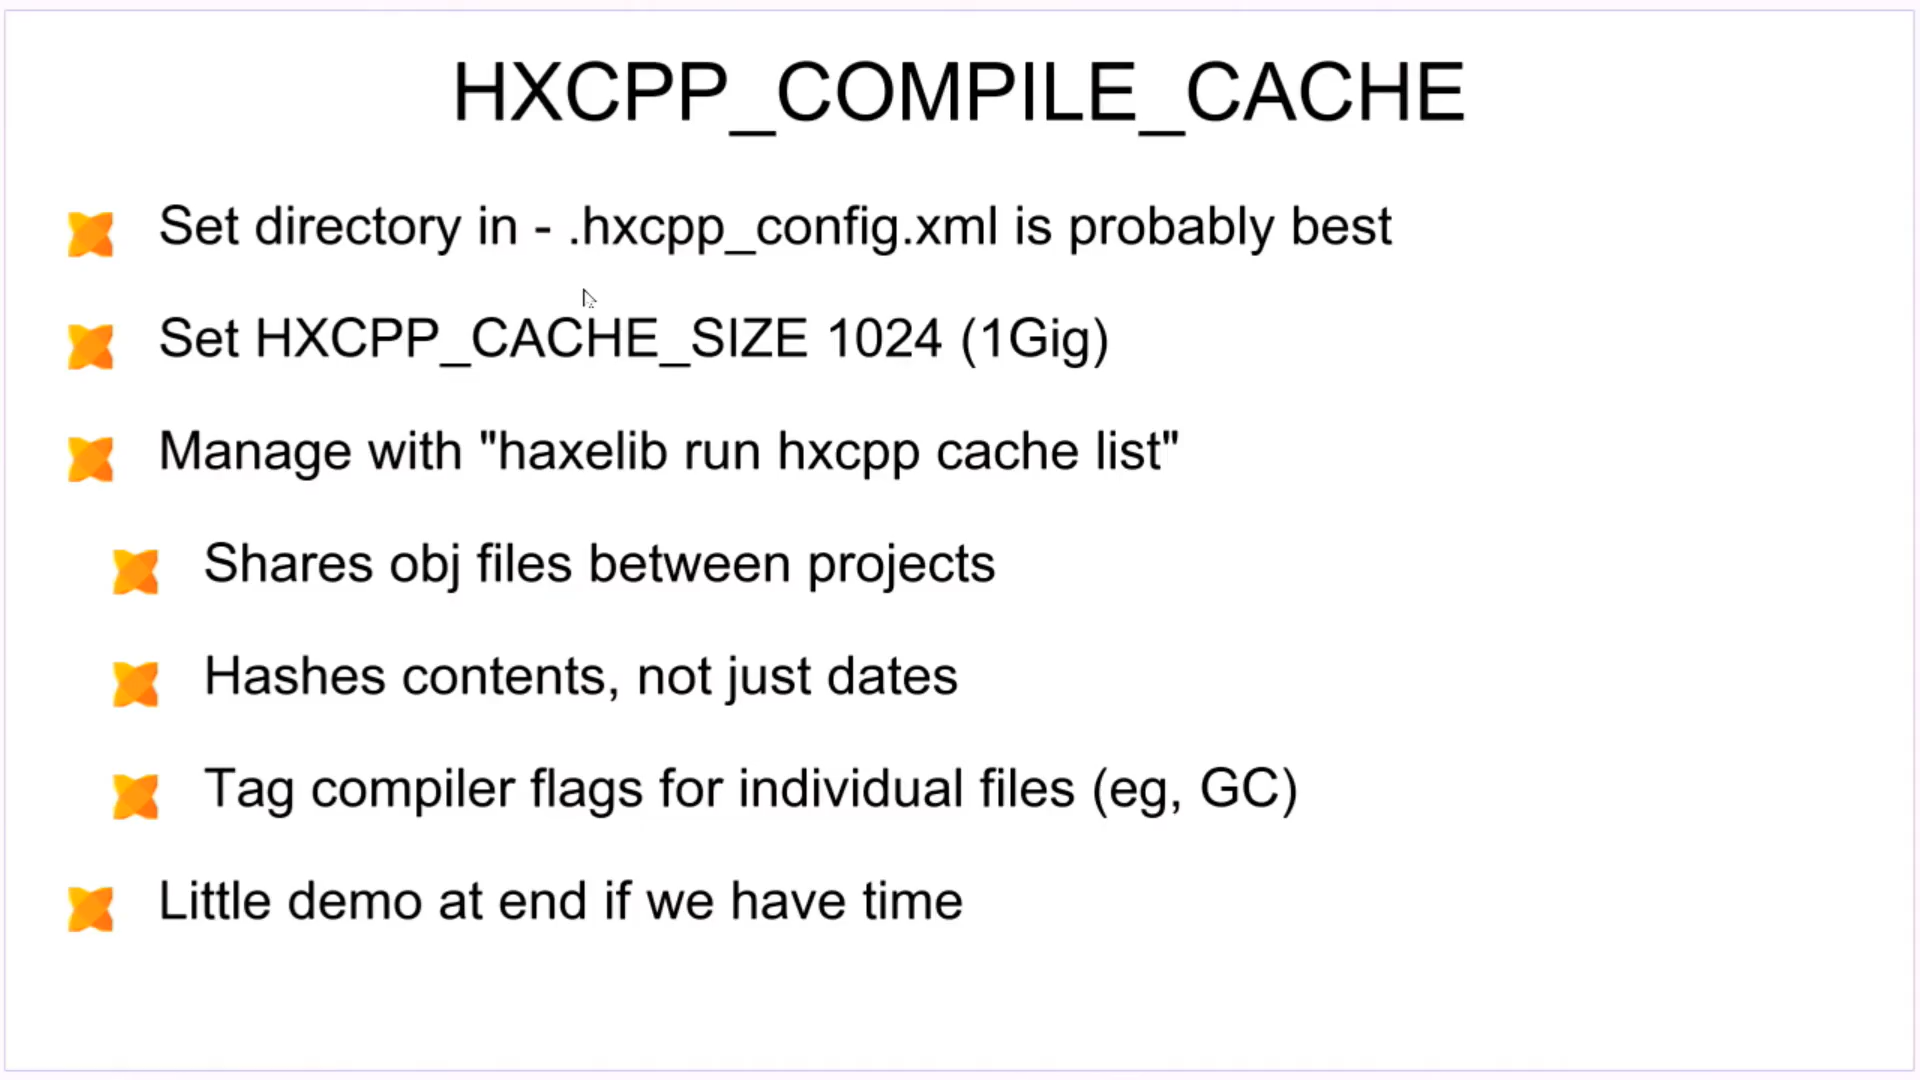 HXCPP_COMPILE_CACHE
Set directory in - .hxcpp_config.xml is probably best
Set HXCPP_CACHE_SIZE 1024 (1Gig)
Manage with "haxelib run hxcpp cache list"
Shares obj files between projects
Hashes contents, not just dates
Tag compiler flags for individual files (eg, GC)
Little demo at end if we have time